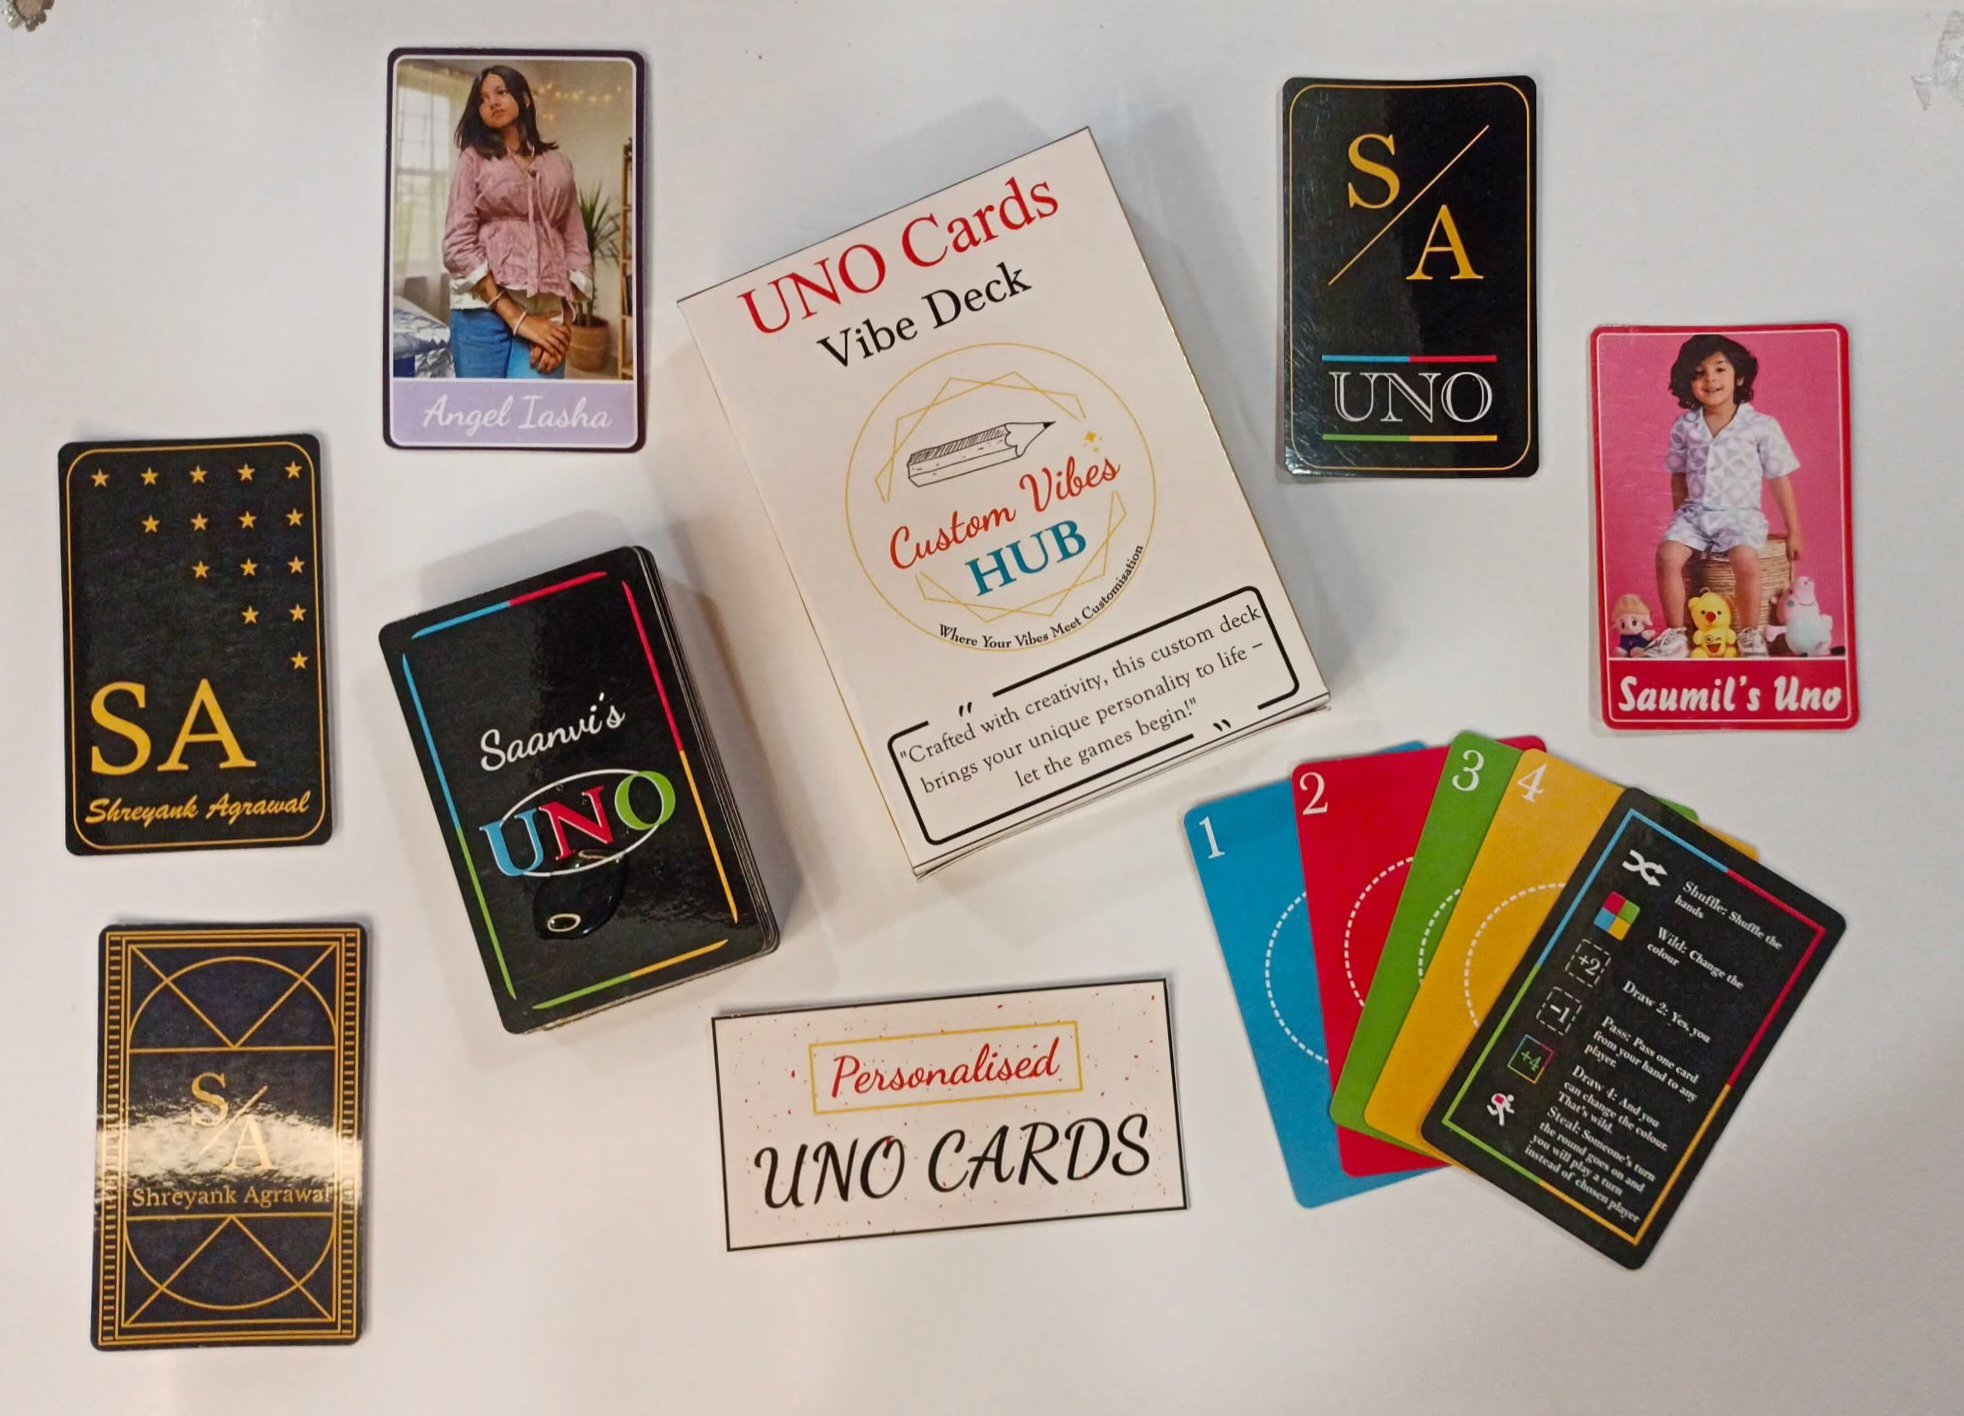 Angel Iasha
UNO Cards
Vibe Deck
Custom Vibes
HUB
Where Your Vibes Meet Customisation
"
"Crafted with creativity, this custom deck
brings your unique personality to life –
let the games begin!"
"
S/A
UNO
Saumil's Uno
SA
Shreyank Agrawal
Saanvi's
UNO
S/A
Shreyank Agrawal
Personalised
UNO CARDS
1
2
3
4
Shuffle: Shuffle the
hands
Wild: Change the
colour
+2
Draw 2: Yes, you
-1
Pass: Pass one card
from your hand to any
player.
+4
Draw 4: And you
can change the colour.
That's wild.
Steal: Someone's turn
the round goes on and
you will play a turn
instead of chosen player